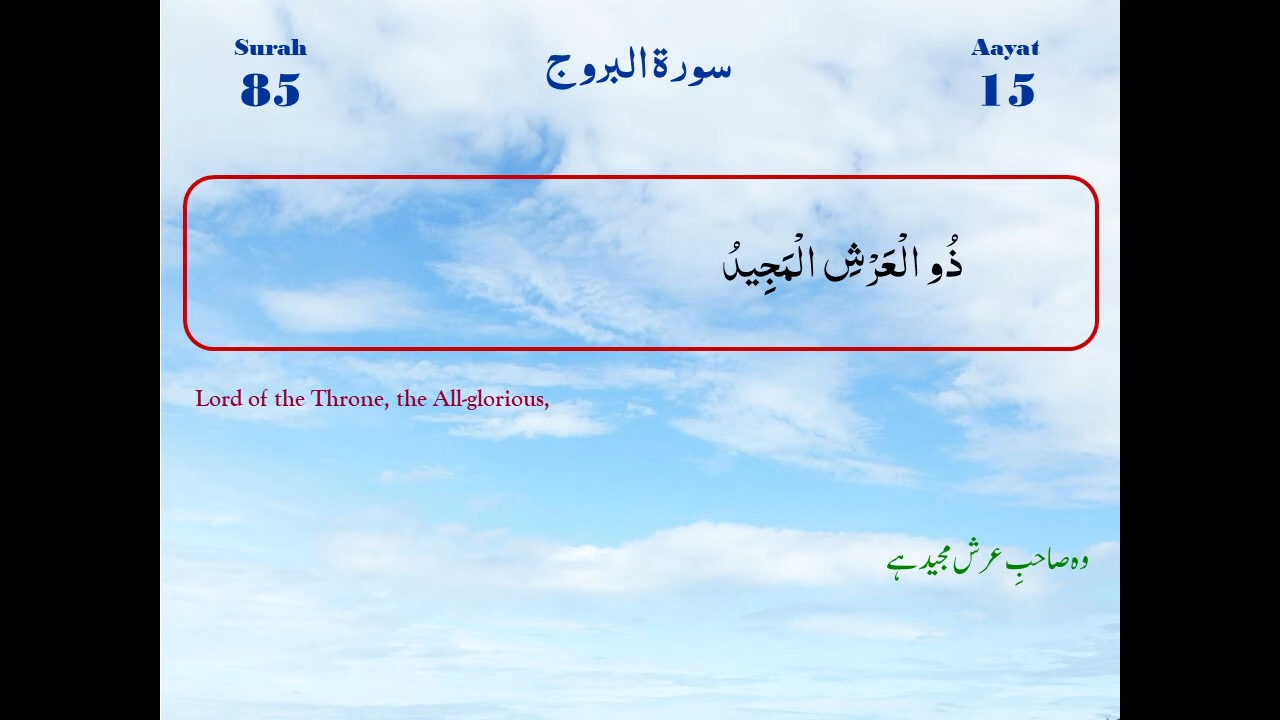 Surah
85
سورة البروج
Aayat
15
ذُو الْعَرْشِ الْمَجِيدُ
Lord of the Throne, the All-glorious,
وہ صاحبِ عرش مجید ہے